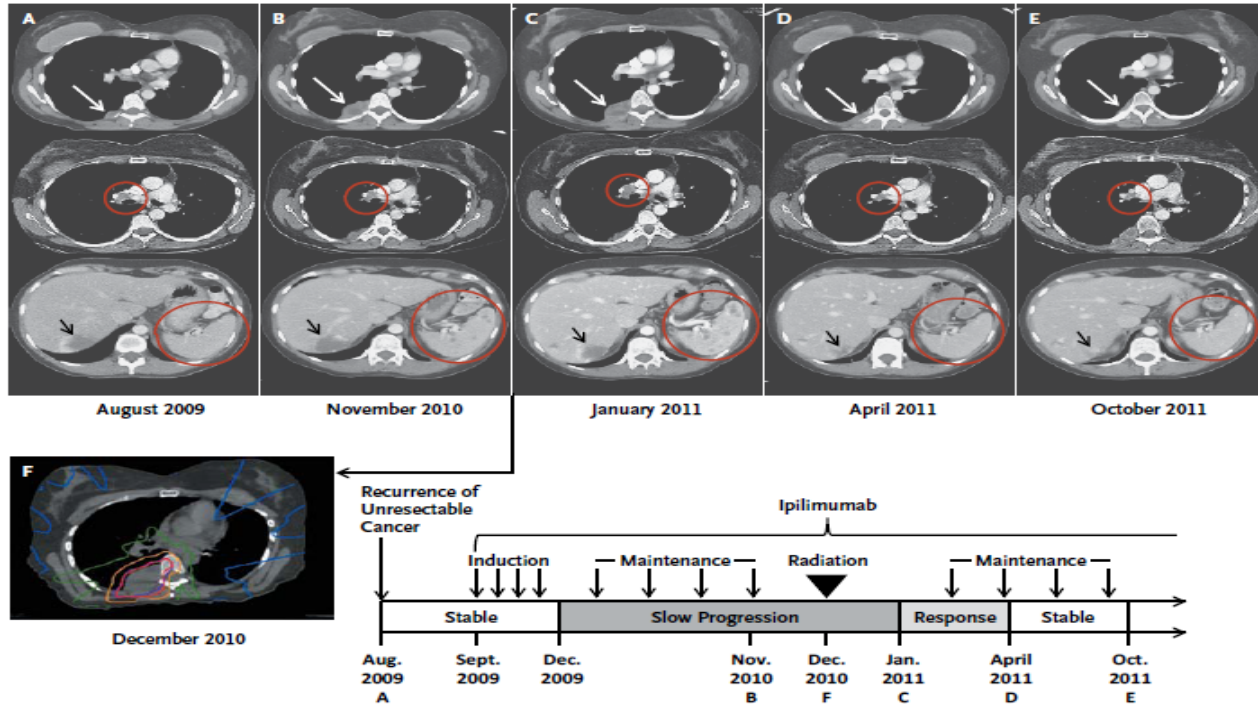 A B C D E
August 2009 November 2010 January 2011 April 2011 October 2011
F
December 2010
Recurrence of
Unresectable
Cancer
Ipilimumab
Induction Maintenance Radiation Maintenance
Stable Slow Progression Response Stable
Aug. Sept. Dec. Nov. Dec. Jan. April Oct.
2009 2009 2009 2010 2010 2011 2011 2011
A B F C D E